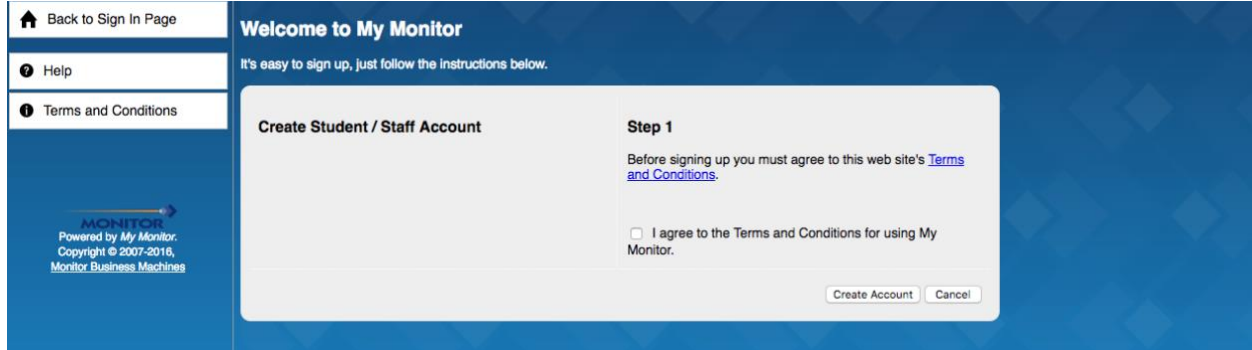 Back to Sign In Page
Help
Terms and Conditions
MONITOR
Powered by My Monitor.
Copyright © 2007-2016,
Monitor Business Machines
Welcome to My Monitor
It's easy to sign up, just follow the instructions below.
Create Student / Staff Account
Step 1
Before signing up you must agree to this web site's Terms
and Conditions.
I agree to the Terms and Conditions for using My
Monitor.
Create Account
Cancel